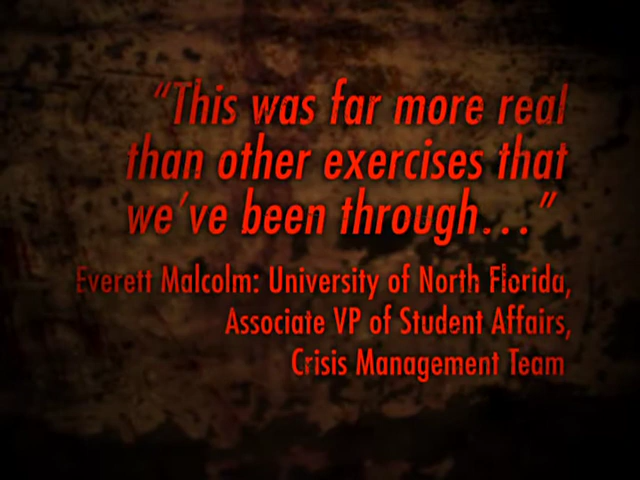 “This was far more real
than other exercises that
we’ve been through…”
Everett Malcolm: University of North Florida,
Associate VP of Student Affairs,
Crisis Management Team